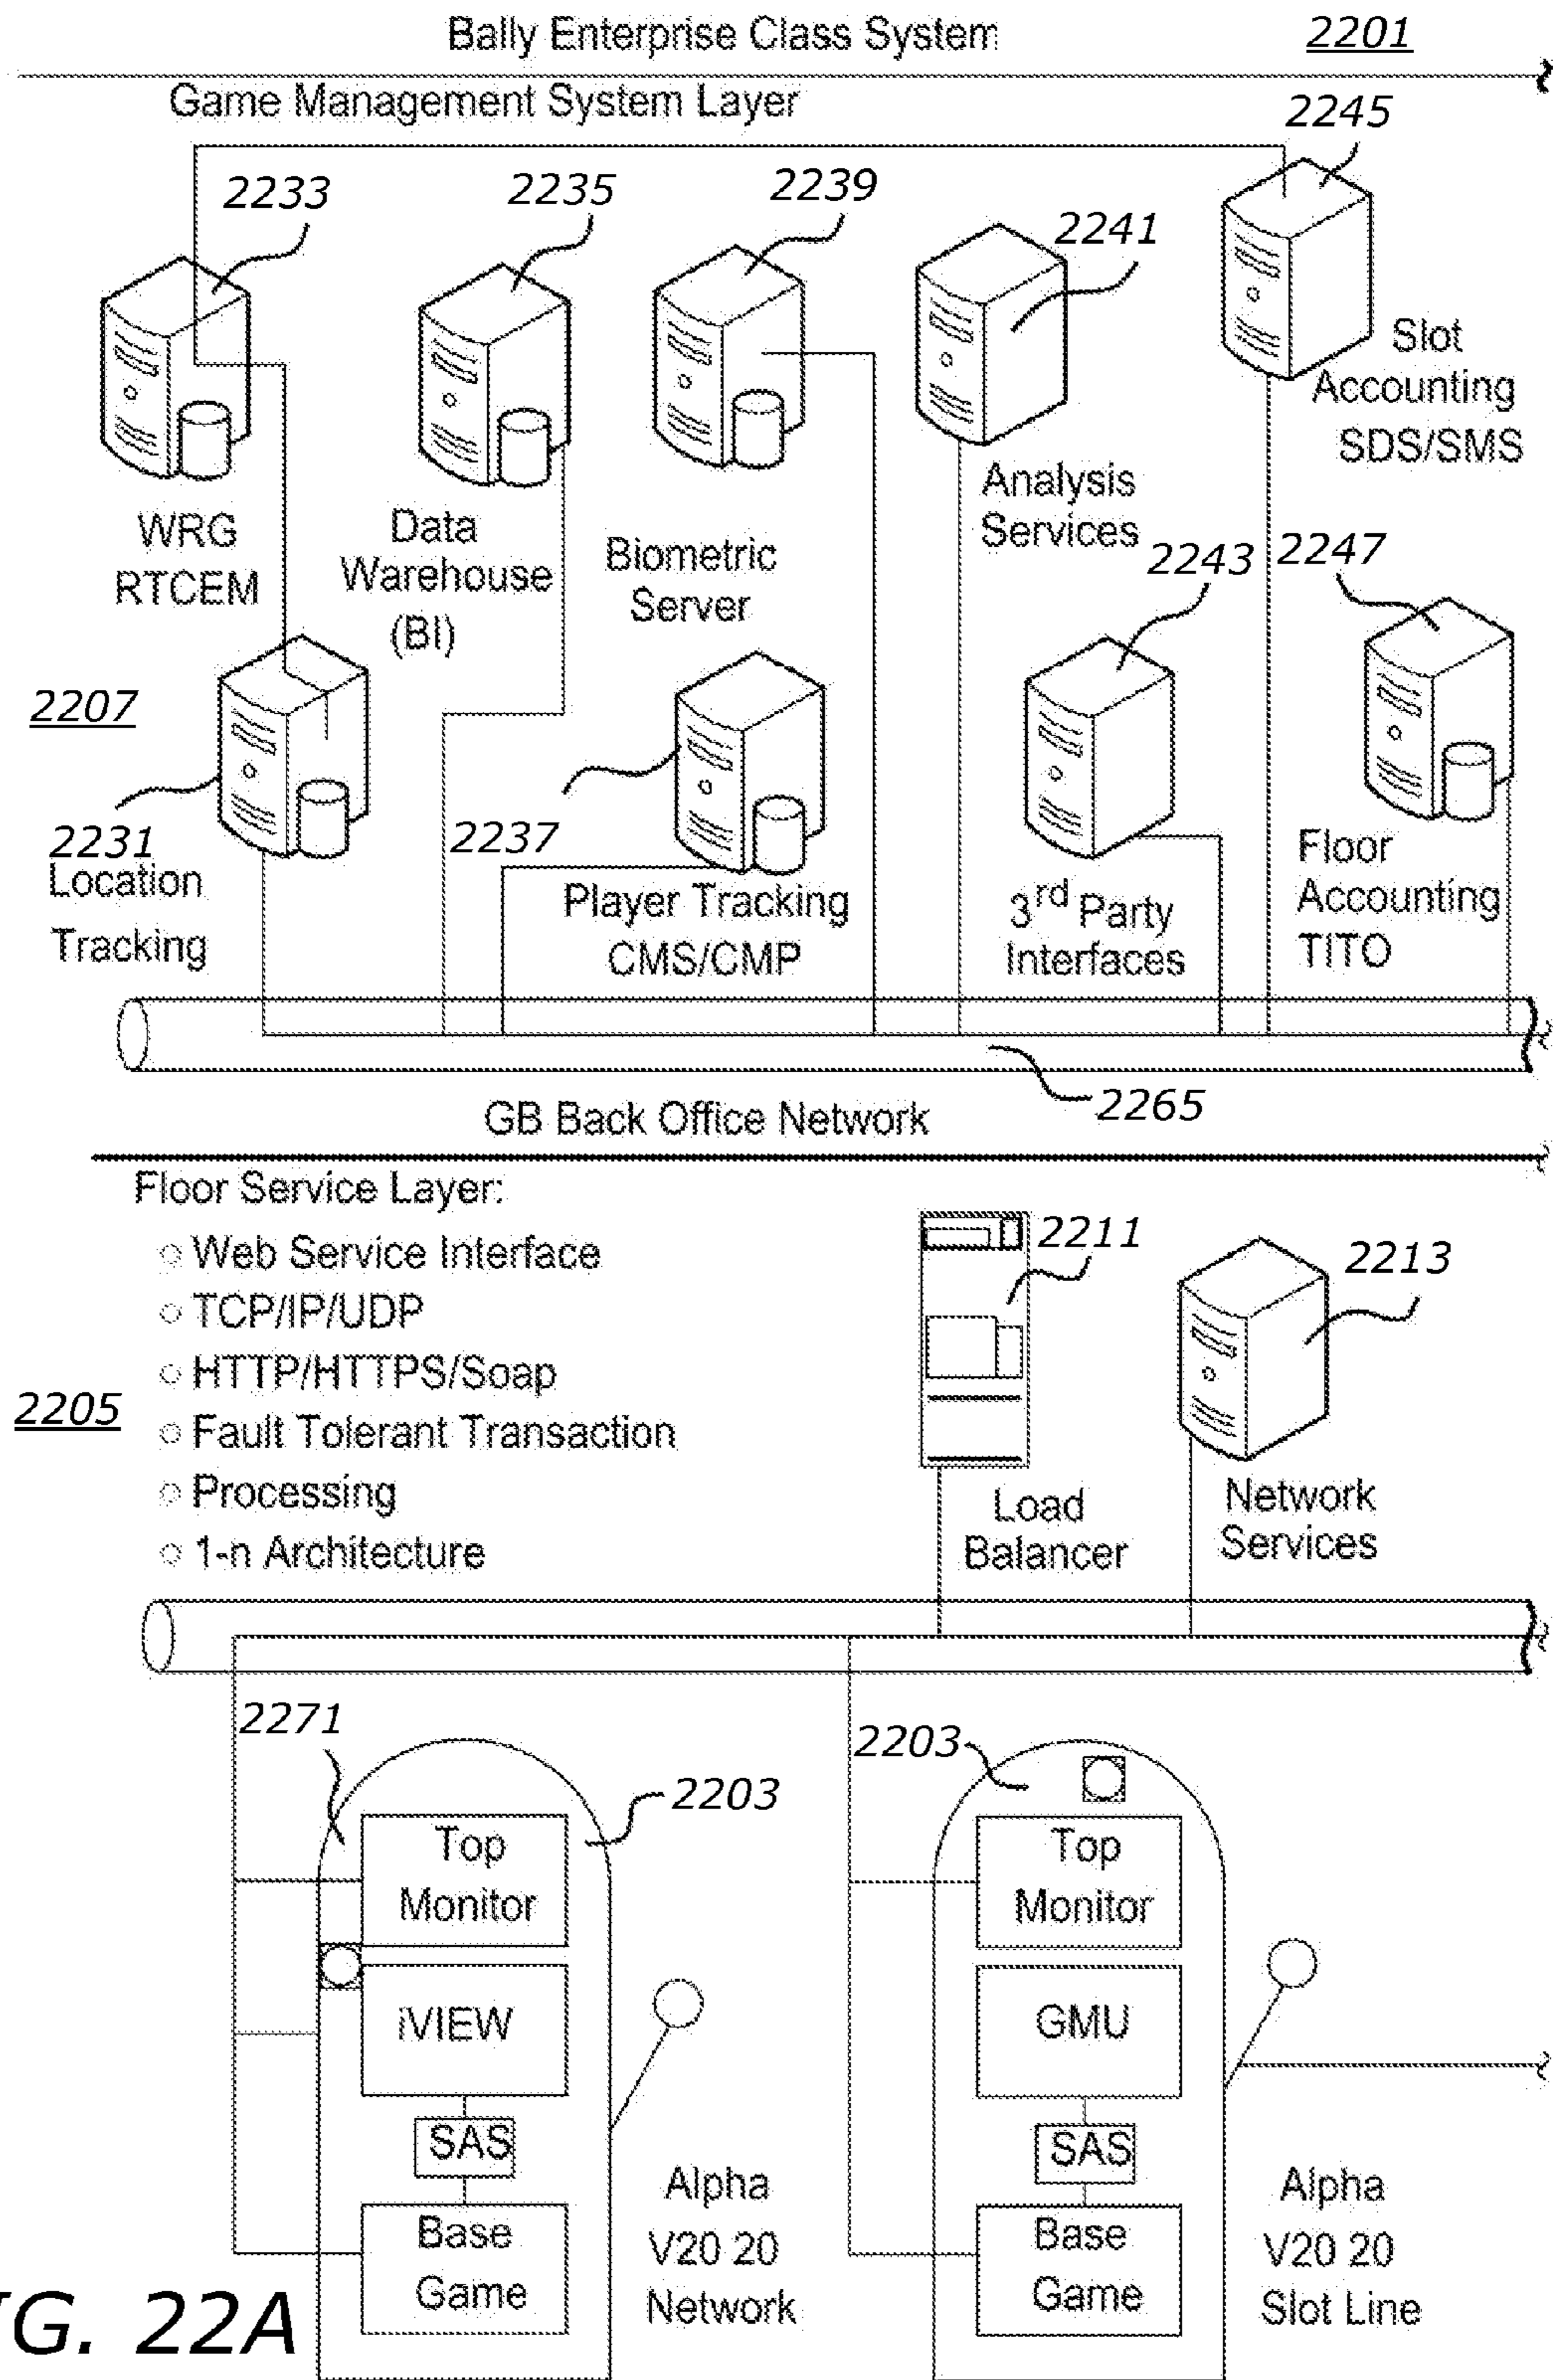 Bally Enterprise Class System
2201
Game Management System Layer
2245
2233
2235
2239
2241
Slot
Accounting
SDS/SMS
WRG
RTCEM
Data
Warehouse
(BI)
Biometric
Server
Analysis
Services
2243
2247
2207
2231
Location
Tracking
2237
Player Tracking
CMS/CMP
3rd Party
Interfaces
Floor
Accounting
TITO
2265
GB Back Office Network
Floor Service Layer:
○ Web Service Interface
○ TCP/IP/UDP
○ HTTP/HTTPS/Soap
○ Fault Tolerant Transaction
○ Processing
○ 1-n Architecture
2205
2211
2213
Load
Balancer
Network
Services
2271
2203
Top
Monitor
iVIEW
SAS
Base
Game
Alpha
V20 20
Network
2203
Top
Monitor
GMU
SAS
Base
Game
Alpha
V20 20
Slot Line
IG. 22A